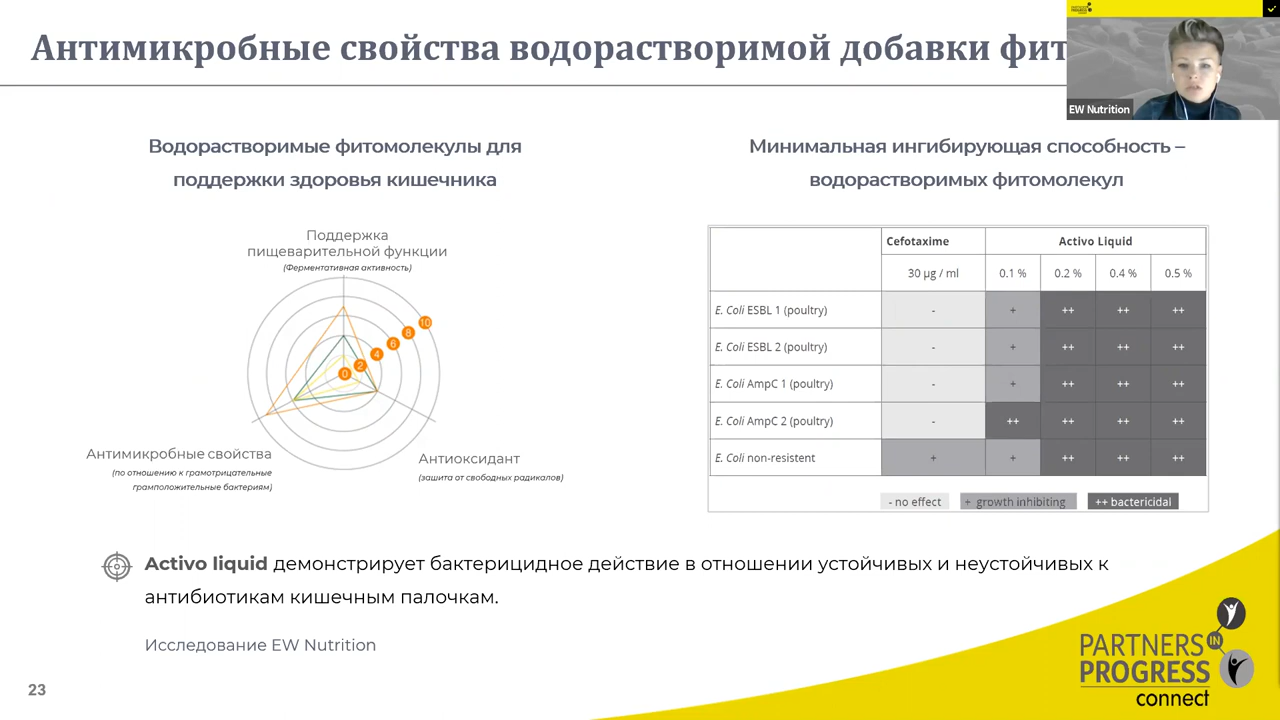 Антимикробные свойства водорастворимой добавки фит
PARTNERS IN PROGRESS
EW Nutrition
Водорастворимые фитомолекулы для
поддержки здоровья кишечника
Поддержка
пищеварительной функции
(Ферментативная активность)
10
8
6
4
2
0
Антимикробные свойства
(по отношению к грамотрицательные
грамположительные бактериям)
Антиоксидант
(зашита от свободных радикалов)
Минимальная ингибирующая способность –
водорастворимых фитомолекул
Cefotaxime Activo Liquid
30 µg / ml 0.1 % 0.2 % 0.4 % 0.5 %
E. Coli ESBL 1 (poultry) - + ++ ++ ++
E. Coli ESBL 2 (poultry) - + ++ ++ ++
E. Coli AmpC 1 (poultry) - + ++ ++ ++
E. Coli AmpC 2 (poultry) - ++ ++ ++ ++
E. Coli non-resistent + + ++ ++ ++
- no effect + growth inhibiting ++ bactericidal
Activo liquid демонстрирует бактерицидное действие в отношении устойчивых и неустойчивых к
антибиотикам кишечным палочкам.
Исследование EW Nutrition
23
PARTNERS IN
PROGRESS
connect